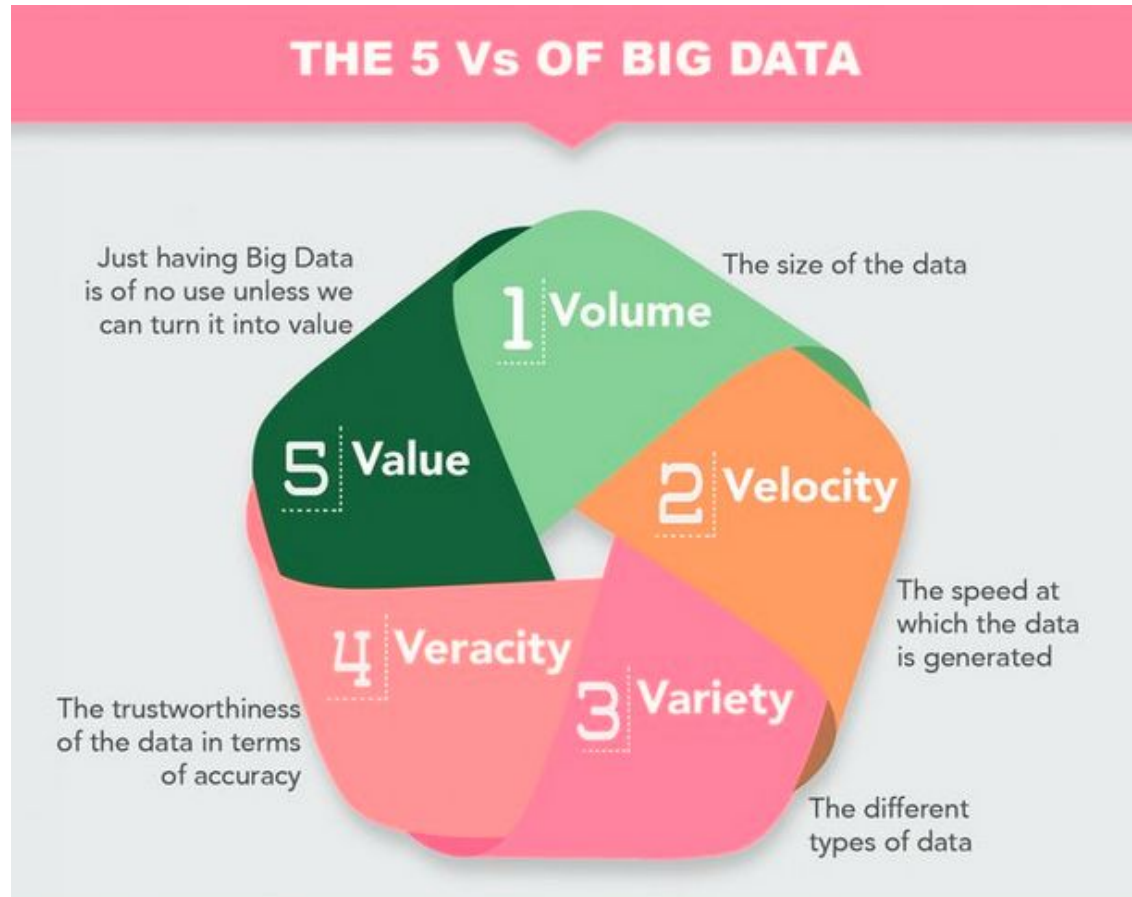 THE 5 Vs OF BIG DATA
1 Volume
The size of the data
2 Velocity
The speed at
which the data
is generated
3 Variety
The different
types of data
4 Veracity
The trustworthiness
of the data in terms
of accuracy
5 Value
Just having Big Data
is of no use unless we
can turn it into value